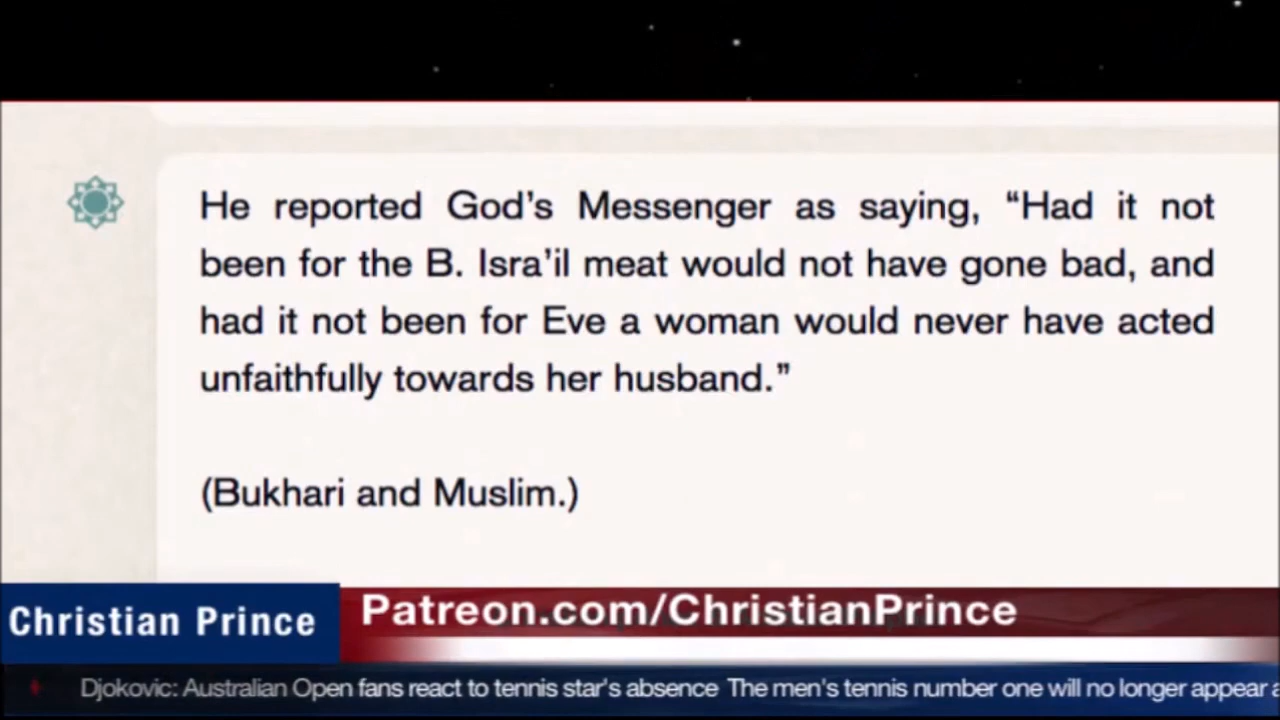 He reported God's Messenger as saying, “Had it not
been for the B. Isra'il meat would not have gone bad, and
had it not been for Eve a woman would never have acted
unfaithfully towards her husband.”
(Bukhari and Muslim.)
Christian Prince
Patreon.com/ChristianPrince
Djokovic: Australian Open fans react to tennis star's absence The men's tennis number one will no longer appear a